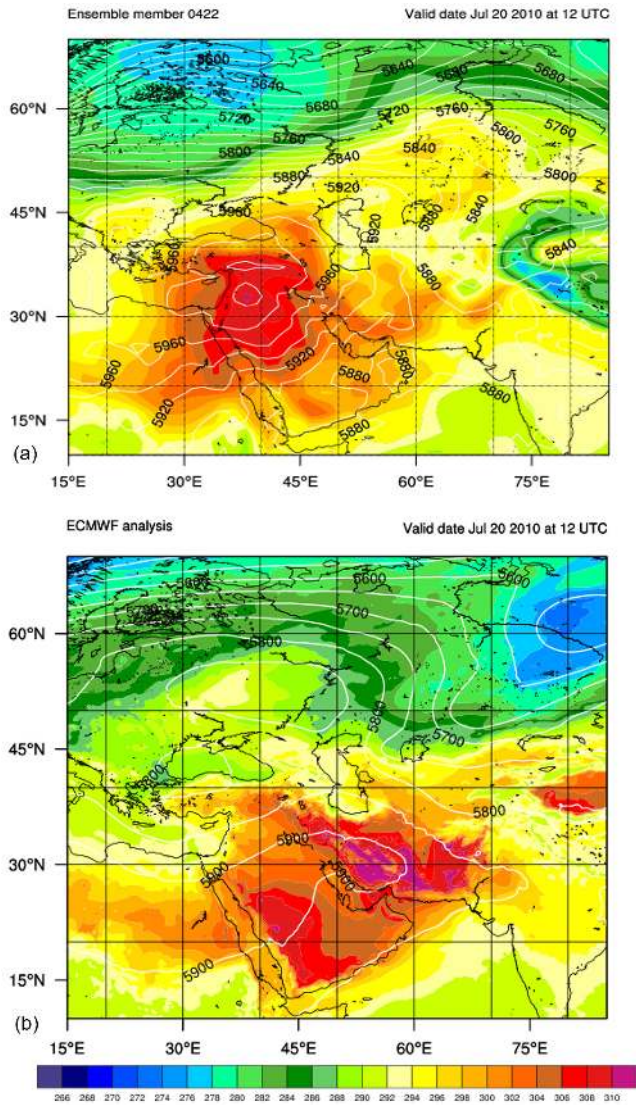 Ensemble member 0422 Valid date Jul 20 2010 at 12 UTC
5600 5640 5680
5640
60°N 5680 5720 5760
5720 5760 5800
5760 5840 5840
5800 5800
5880 5920
45°N 5960 5920 5880 5840
5960 5840
5960 5880
30°N
5960 5960 5920 5880
5920 5880 5880
15°N 5880
(a)
15°E 30°E 45°E 60°E 75°E
ECMWF analysis Valid date Jul 20 2010 at 12 UTC
5600 5600
5700
60°N 5800
5700
45°N
5800 5800
5900
30°N
5900
5900
15°N
(b)
15°E 30°E 45°E 60°E 75°E
266 268 270 272 274 276 278 280 282 284 286 288 290 292 294 296 298 300 302 304 306 308 310